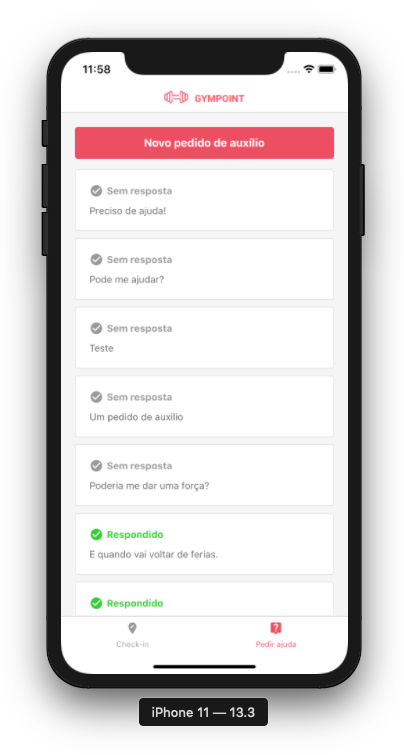 11:58
GYMPOINT
Novo pedido de auxílio
Sem resposta
Preciso de ajuda!
Sem resposta
Pode me ajudar?
Sem resposta
Teste
Sem resposta
Um pedido de auxilio
Sem resposta
Poderia me dar uma força?
Respondido
E quando vai voltar de ferias.
Respondido
Check-in
Pedir ajuda
iPhone 11 — 13.3